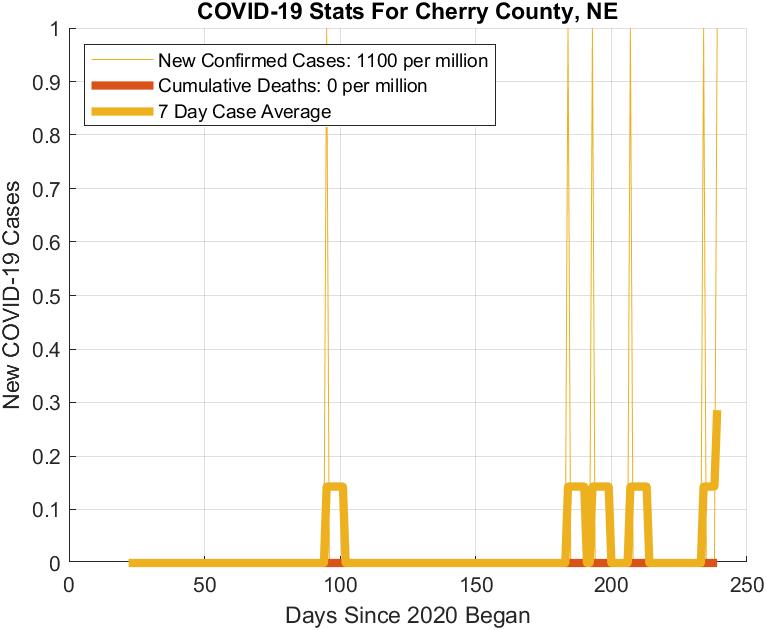 COVID-19 Stats For Cherry County, NE
New Confirmed Cases: 1100 per million
Cumulative Deaths: 0 per million
7 Day Case Average
New COVID-19 Cases
1
0.9
0.8
0.7
0.6
0.5
0.4
0.3
0.2
0.1
0
0 50 100 150 200 250
Days Since 2020 Began